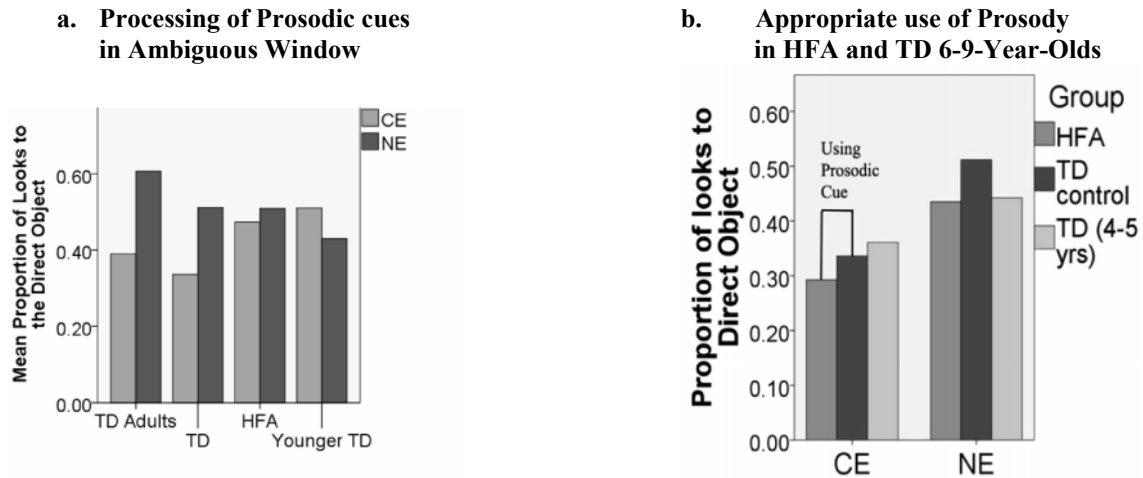 a. Processing of Prosodic cues
in Ambiguous Window
Mean Proportion of Looks to
the Direct Object
0.60
0.40
0.20
0.00
TD Adults
TD
HFA
Younger TD
CE
NE
b. Appropriate use of Prosody
in HFA and TD 6-9-Year-Olds
Proportion of looks to
Direct Object
0.60
0.50
0.40
0.30
0.20
0.10
0.00
Using
Prosodic
Cue
CE
NE
Group
HFA
TD
control
TD (4-5
yrs)